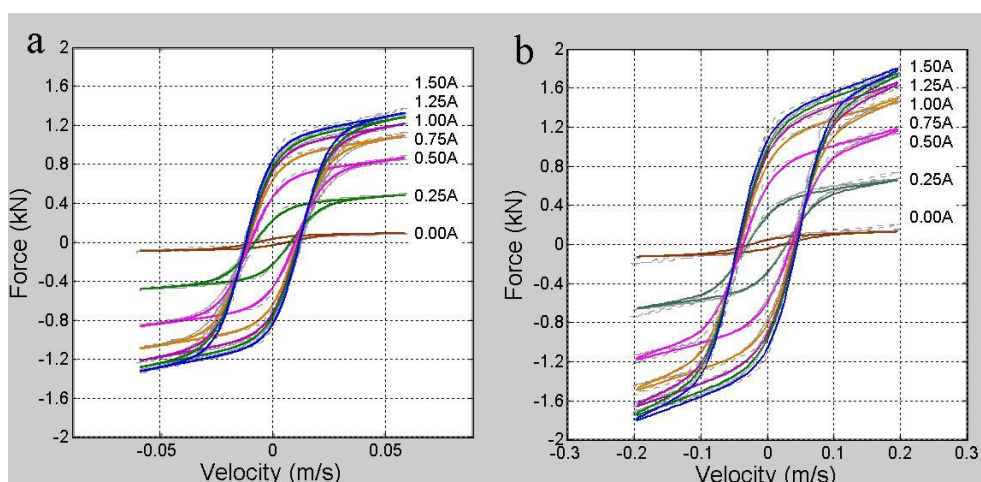 a
2
1.6
1.2
0.8
0.4
0
-0.4
-0.8
-1.2
-1.6
-2
Force (kN)
-0.05
0
0.05
Velocity (m/s)
1.50A
1.25A
1.00A
0.75A
0.50A
0.25A
0.00A
b
2
1.6
1.2
0.8
0.4
0
-0.4
-0.8
-1.2
-1.6
-2
Force (kN)
-0.3
-0.2
-0.1
0
0.1
0.2
0.3
Velocity (m/s)
1.50A
1.25A
1.00A
0.75A
0.50A
0.25A
0.00A